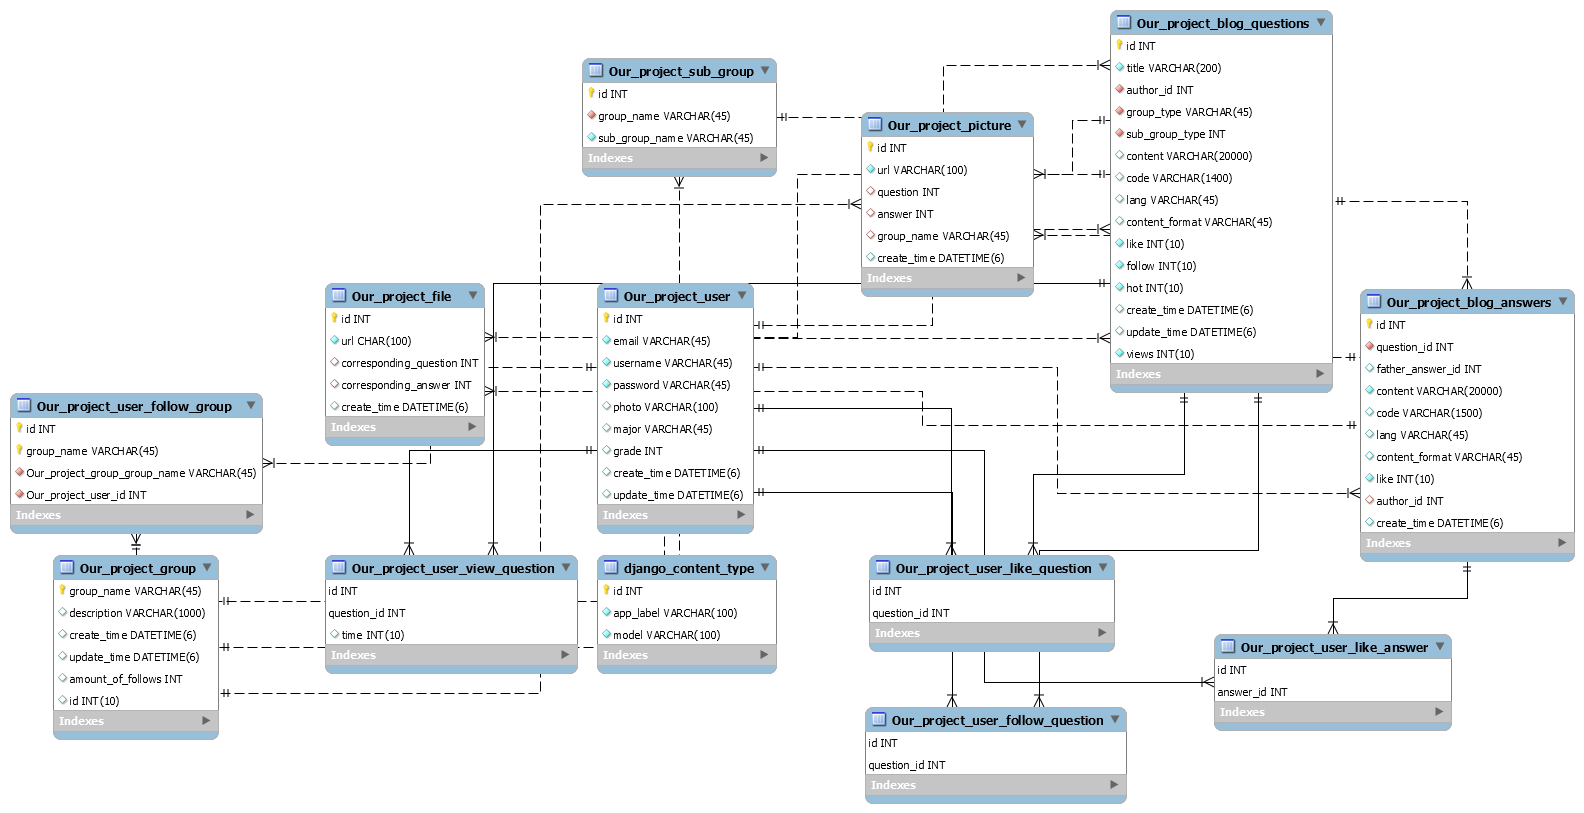 Our_project_blog_questions
id INT
title VARCHAR(200)
author_id INT
group_type VARCHAR(45)
sub_group_type INT
content VARCHAR(20000)
code VARCHAR(1400)
lang VARCHAR(45)
content_format VARCHAR(45)
like INT(10)
follow INT(10)
hot INT(10)
create_time DATETIME(6)
update_time DATETIME(6)
views INT(10)
Indexes
Our_project_sub_group
id INT
group_name VARCHAR(45)
sub_group_name VARCHAR(45)
Indexes
Our_project_picture
id INT
url VARCHAR(100)
question INT
answer INT
group_name VARCHAR(45)
create_time DATETIME(6)
Indexes
Our_project_file
id INT
url CHAR(100)
corresponding_question INT
corresponding_answer INT
create_time DATETIME(6)
Indexes
Our_project_user
id INT
email VARCHAR(45)
username VARCHAR(45)
password VARCHAR(45)
photo VARCHAR(100)
major VARCHAR(45)
grade INT
create_time DATETIME(6)
update_time DATETIME(6)
Indexes
Our_project_blog_answers
id INT
question_id INT
father_answer_id INT
content VARCHAR(20000)
code VARCHAR(1500)
lang VARCHAR(45)
content_format VARCHAR(45)
like INT(10)
author_id INT
create_time DATETIME(6)
Indexes
Our_project_user_follow_group
id INT
group_name VARCHAR(45)
Our_project_group_group_name VARCHAR(45)
Our_project_user_id INT
Indexes
Our_project_group
group_name VARCHAR(45)
description VARCHAR(1000)
create_time DATETIME(6)
update_time DATETIME(6)
amount_of_follows INT
id INT(10)
Indexes
Our_project_user_view_question
id INT
question_id INT
time INT(10)
Indexes
django_content_type
id INT
app_label VARCHAR(100)
model VARCHAR(100)
Indexes
Our_project_user_like_question
id INT
question_id INT
Indexes
Our_project_user_like_answer
id INT
answer_id INT
Indexes
Our_project_user_follow_question
id INT
question_id INT
Indexes